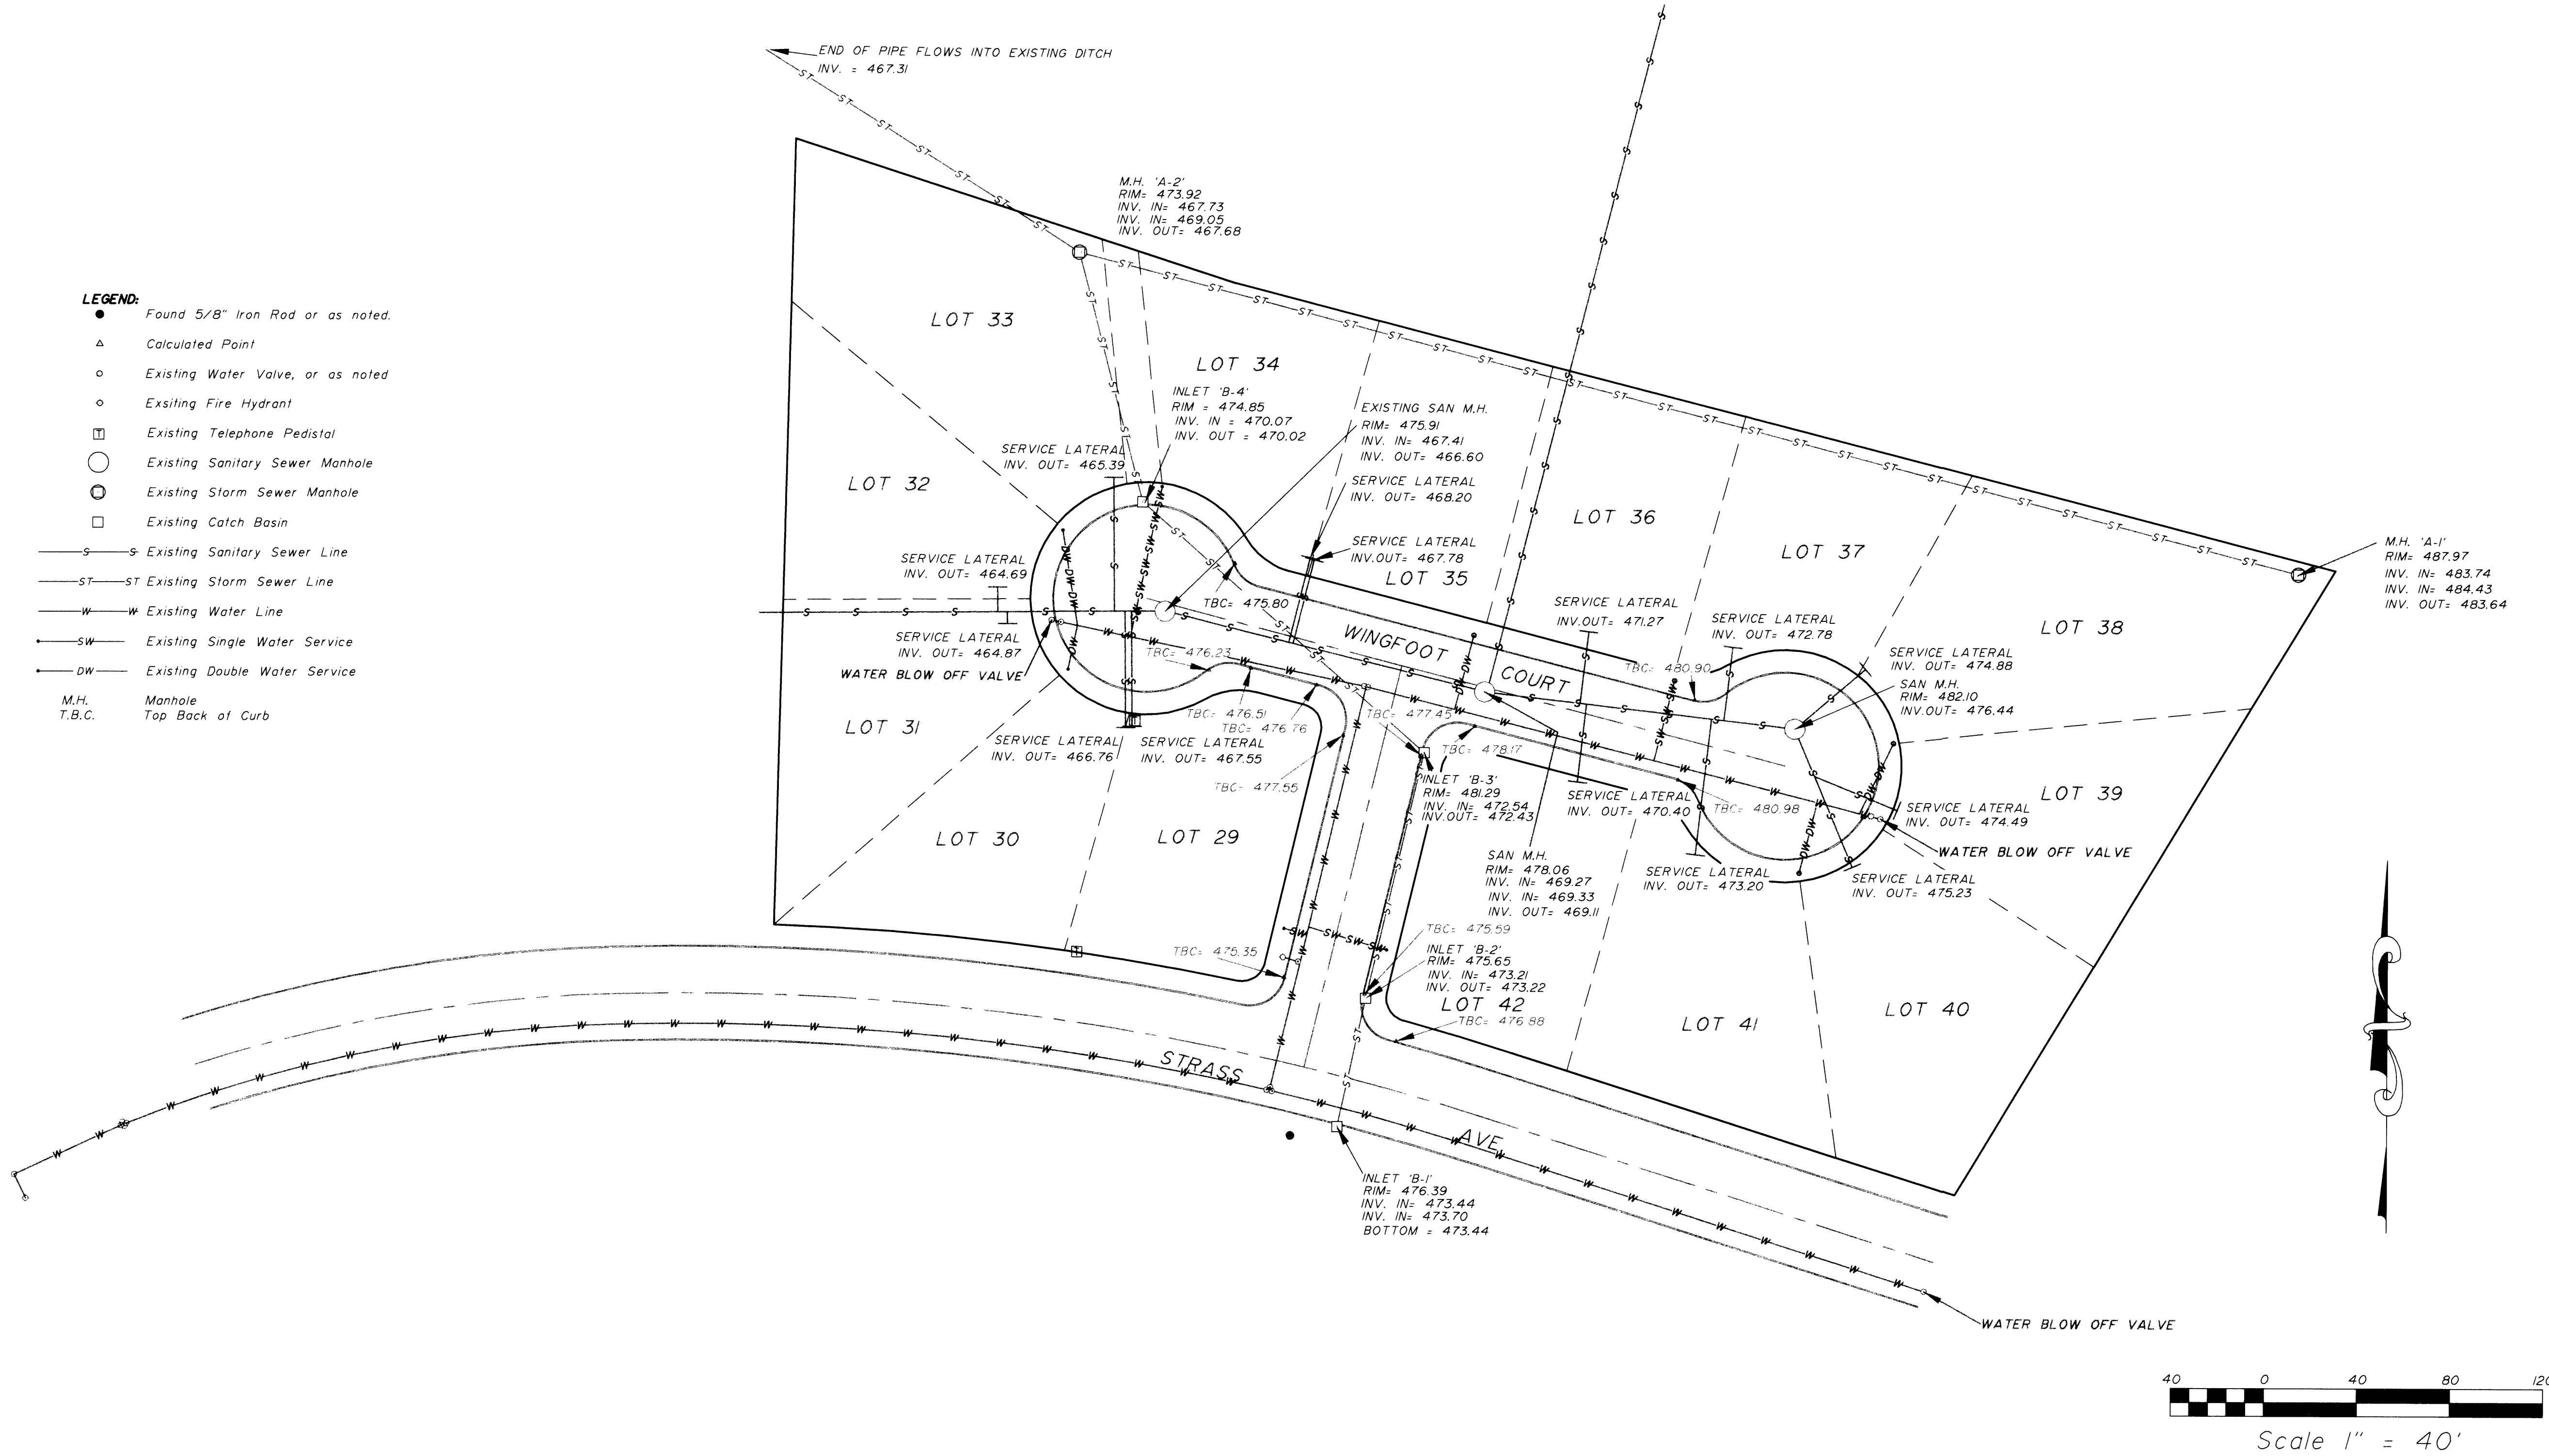 END OF PIPE FLOWS INTO EXISTING DITCH
INV. = 467.31
M.H. 'A-2'
RIM= 473.92
INV. IN= 467.73
INV. IN= 469.05
INV. OUT= 467.68
LEGEND:
Found 5/8" Iron Rod or as noted.
Calculated Point
Existing Water Valve, or as noted
Exsiting Fire Hydrant
T Existing Telephone Pedistal
Existing Sanitary Sewer Manhole
Existing Storm Sewer Manhole
Existing Catch Basin
S S Existing Sanitary Sewer Line
ST ST Existing Storm Sewer Line
W W Existing Water Line
SW Existing Single Water Service
DW Existing Double Water Service
M.H. Manhole
T.B.C. Top Back of Curb
LOT 33
LOT 34
INLET 'B-4'
RIM = 474.85
INV. IN = 470.07
INV. OUT = 470.02
EXISTING SAN M.H.
RIM= 475.91
INV. IN= 467.41
INV. OUT= 466.60
SERVICE LATERAL
INV. OUT= 465.39
SERVICE LATERAL
INV. OUT= 468.20
LOT 32
LOT 36
SERVICE LATERAL
INV.OUT= 467.78
LOT 35
LOT 37
M.H. 'A-1'
RIM= 487.97
INV. IN= 483.74
INV. IN= 484.43
INV. OUT= 483.64
SERVICE LATERAL
INV. OUT= 464.69
TBC= 475.80
SERVICE LATERAL
INV.OUT= 471.27
SERVICE LATERAL
INV. OUT= 472.78
LOT 38
SERVICE LATERAL
INV. OUT= 464.87
WINGFOOT COURT
TBC= 476.23
TBC= 480.90
SERVICE LATERAL
INV. OUT= 474.88
WATER BLOW OFF VALVE
SAN M.H.
RIM= 482.10
INV.OUT= 476.44
TBC= 476.51
TBC= 476.76
TBC= 477.45
LOT 31
SERVICE LATERAL
INV. OUT= 466.76
SERVICE LATERAL
INV. OUT= 467.55
TBC= 478.17
TBC= 477.55
INLET 'B-3'
RIM= 481.29
INV. IN= 472.54
INV.OUT= 472.43
SERVICE LATERAL
INV. OUT= 470.40
TBC= 480.98
SERVICE LATERAL
INV. OUT= 474.49
LOT 39
LOT 30
LOT 29
SAN M.H.
RIM= 478.06
INV. IN= 469.27
INV. IN= 469.33
INV. OUT= 469.11
WATER BLOW OFF VALVE
SERVICE LATERAL
INV. OUT= 473.20
SERVICE LATERAL
INV. OUT= 475.23
TBC= 475.35
TBC= 475.59
INLET 'B-2'
RIM= 475.65
INV. IN= 473.21
INV. OUT= 473.22
LOT 42
TBC= 476.88
LOT 41
LOT 40
STRASS AVE
INLET 'B-1'
RIM= 476.39
INV. IN= 473.44
INV. IN= 473.70
BOTTOM = 473.44
WATER BLOW OFF VALVE
40 0 40 80 120
Scale 1" = 40'